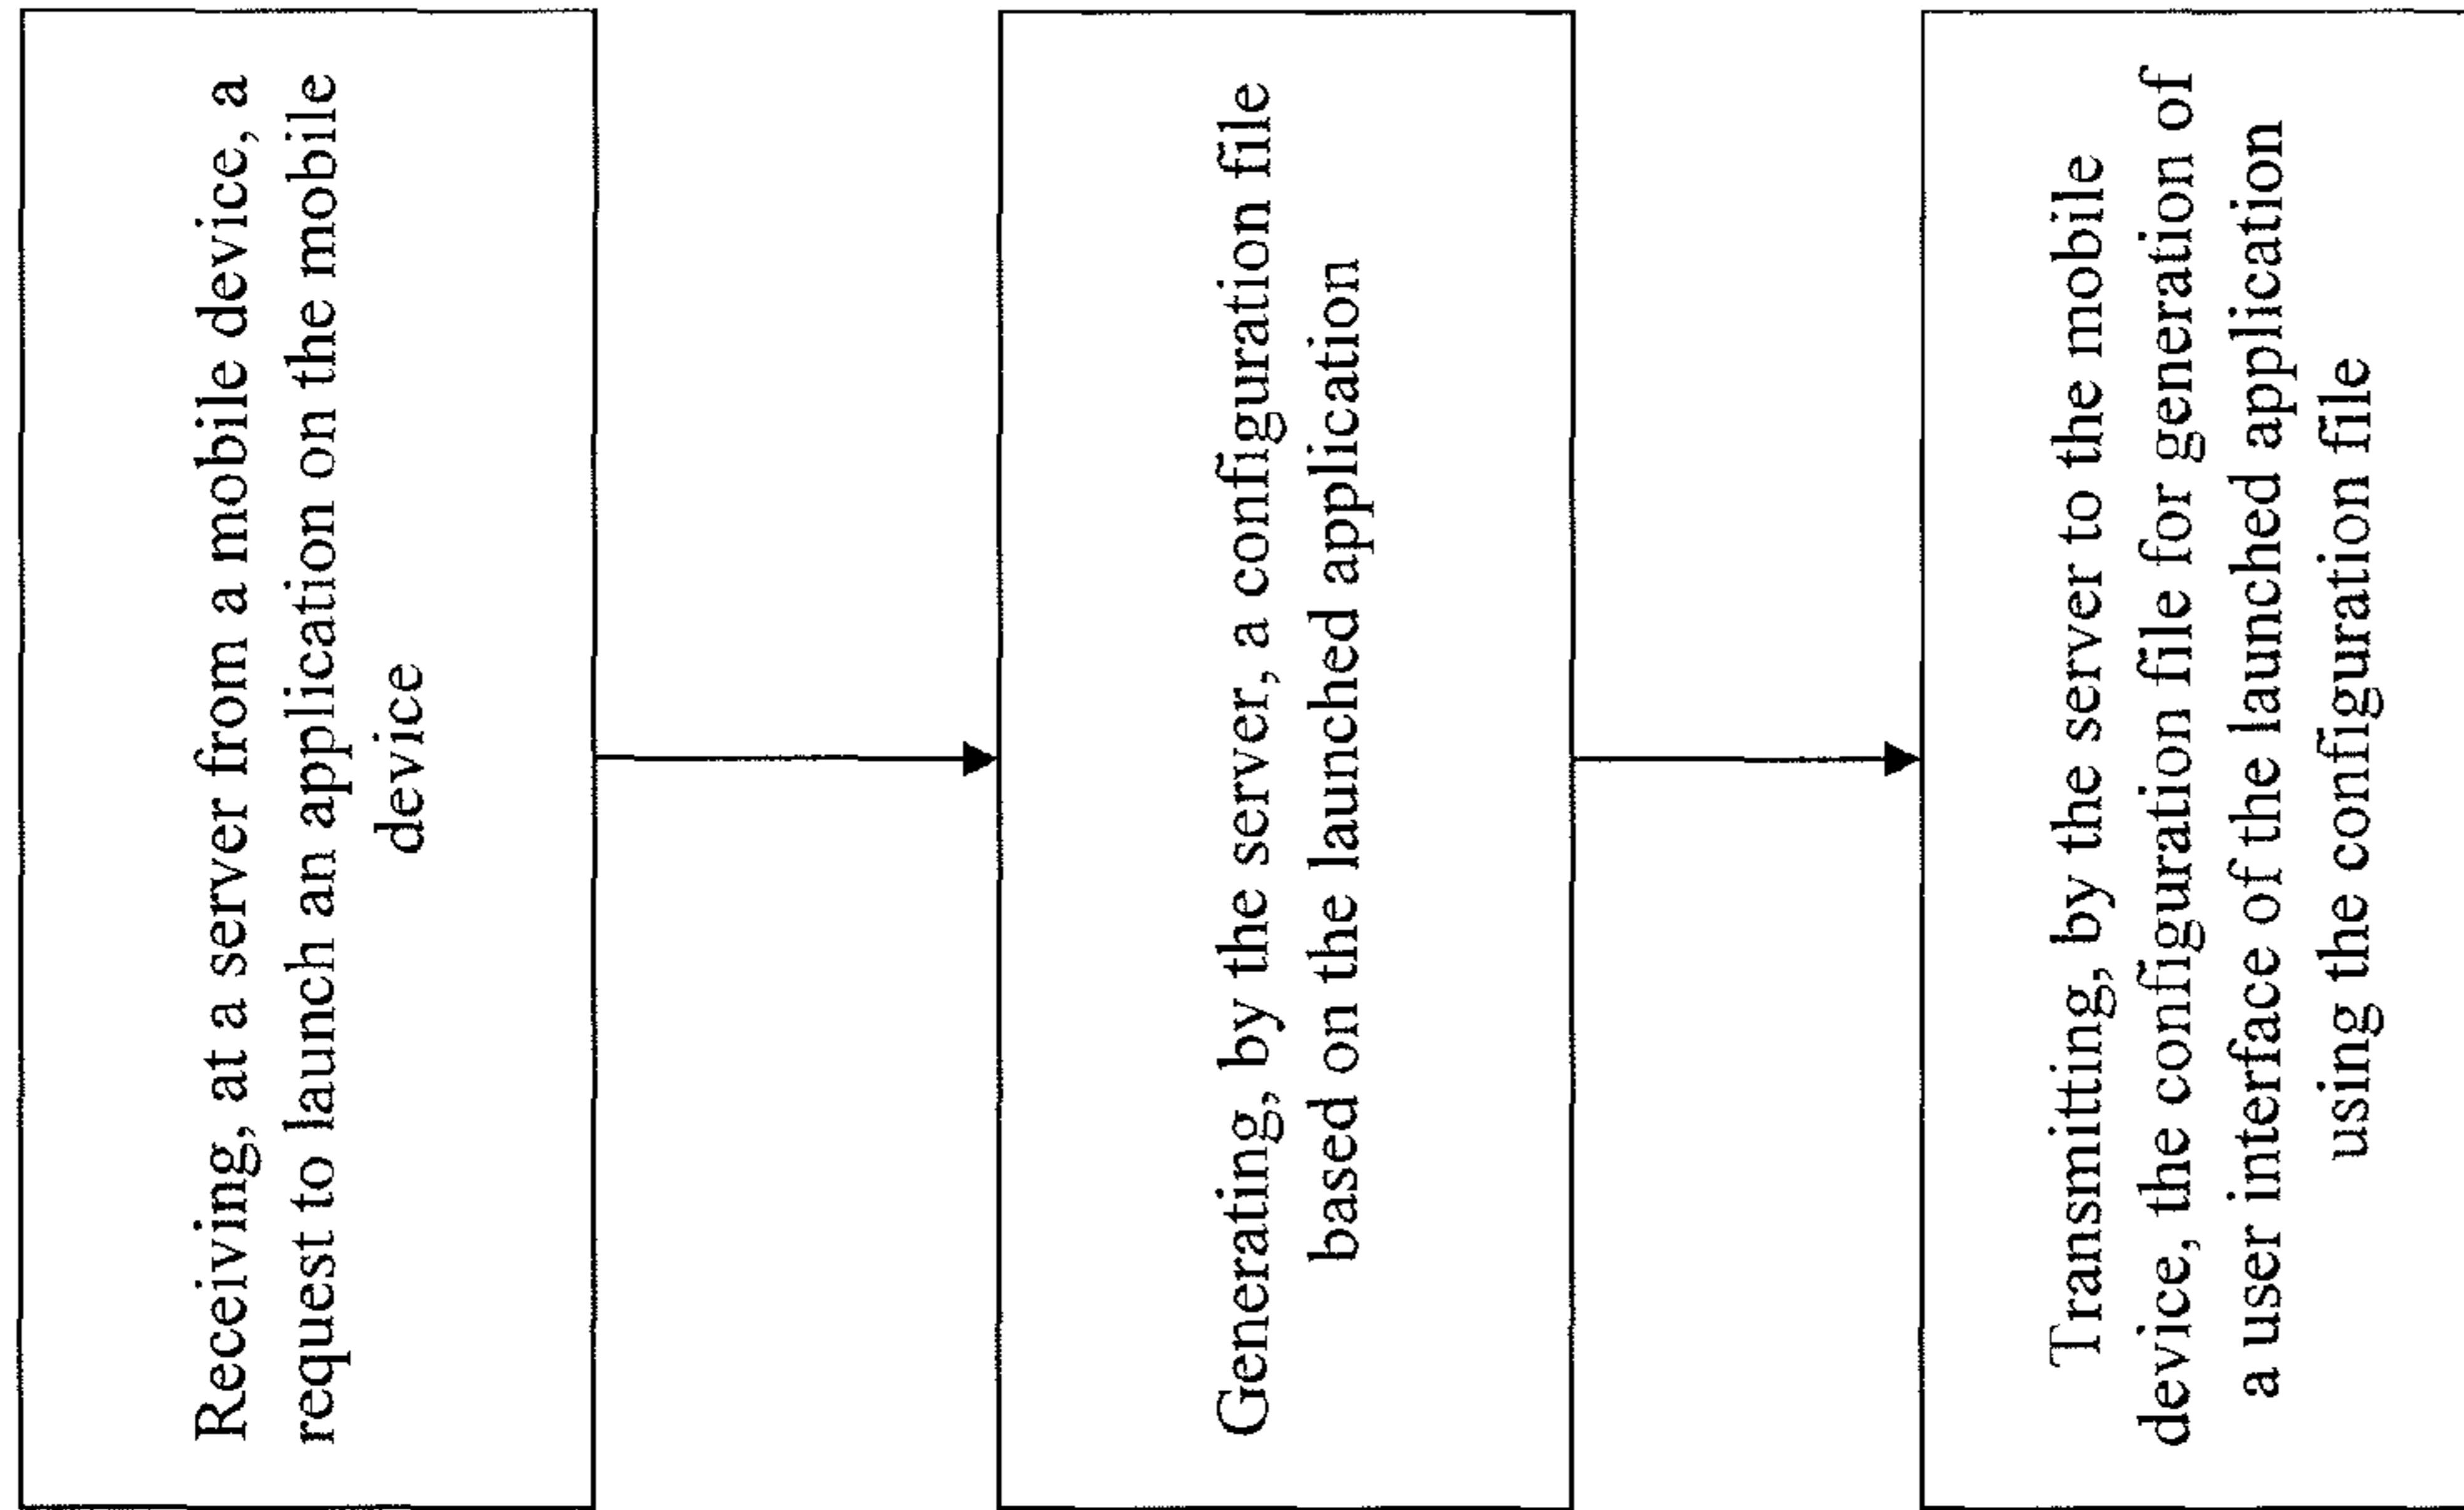 Receiving, at a server from a mobile device, a
request to launch an application on the mobile
device
Generating, by the server, a configuration file
based on the launched application
Transmitting, by the server to the mobile
device, the configuration file for generation of
a user interface of the launched application
using the configuration file